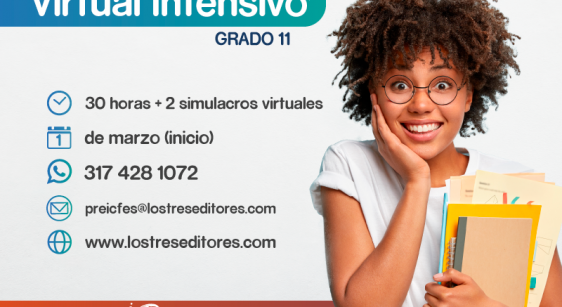 Virtual Intensivo
GRADO 11
30 horas + 2 simulacros virtuales
1 de marzo (inicio)
317 428 1072
preicfes@lostreseditores.com
www.lostreseditores.com